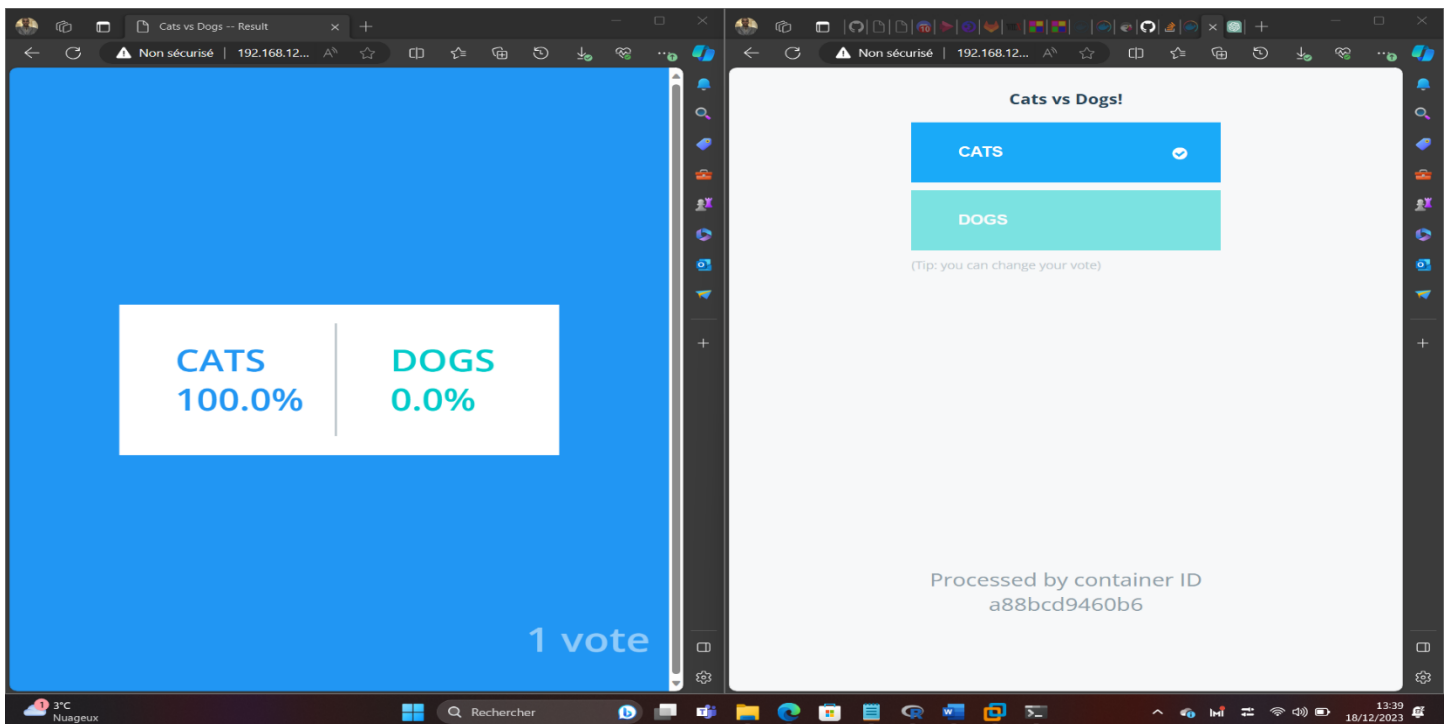 Cats vs Dogs -- Result
Non sécurisé | 192.168.12...
CATS
100.0%
DOGS
0.0%
1 vote
Non sécurisé | 192.168.12...
Cats vs Dogs!
CATS
DOGS
(Tip: you can change your vote)
Processed by container ID
a88bcd9460b6
1
3°C
Nuageux
Rechercher
13:39
18/12/2023